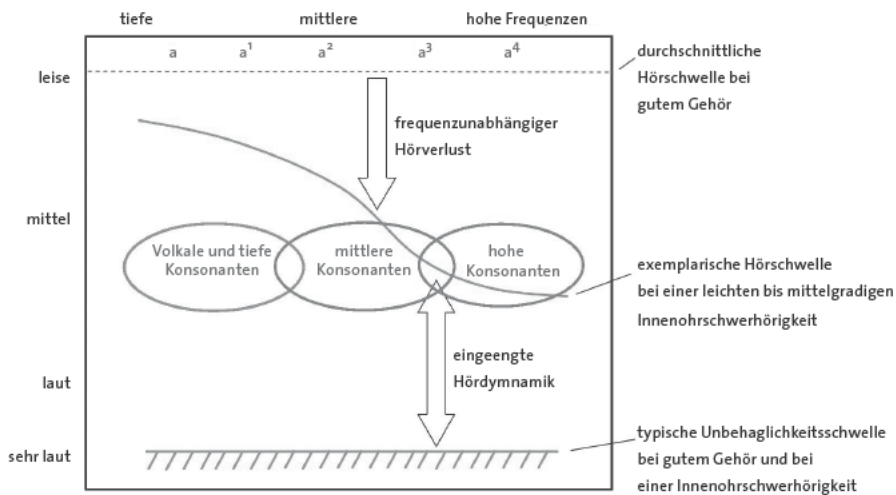 tiefe mittlere hohe Frequenzen
a a¹ a² a³ a⁴
leise
durchschnittliche
Hörschwelle bei
gutem Gehör
frequenzunabhängiger
Hörverlust
mittel
Volkale und tiefe
Konsonanten
mittlere
Konsonanten
hohe
Konsonanten
exemplarische Hörschwelle
bei einer leichten bis mittelgradigen
Innenohrschwerhörigkeit
eingeengte
Hördymnamik
laut
sehr laut
typische Unbehaglichkeitsschwelle
bei gutem Gehör und bei
einer Innenohrschwerhörigkeit